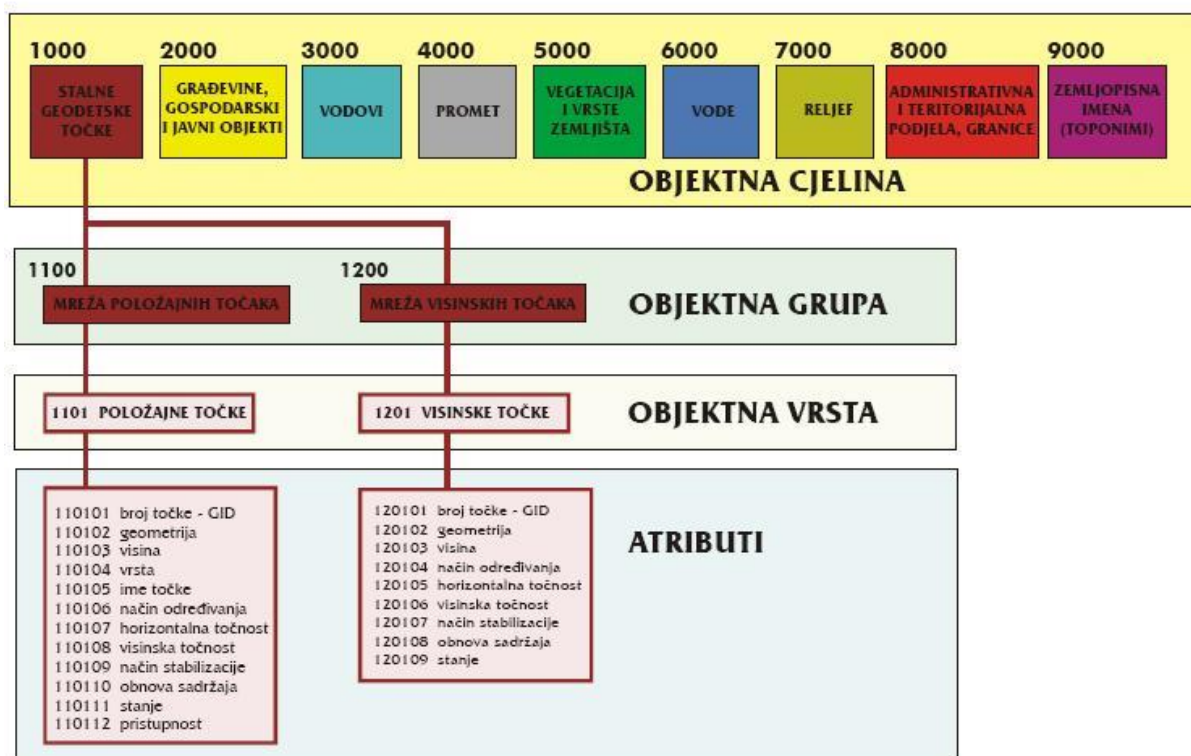 1000 2000 3000 4000 5000 6000 7000 8000 9000
STALNE
GEODETSKE
TOČKE
GRAĐEVINE,
GOSPODARSKI
I JAVNI OBJEKTI
VODOVI
PROMET
VEGETACIJA
I VRSTE
ZEMLJIŠTA
VODE
RELJEF
ADMINISTRATIVNA
I TERITORIJALNA
PODJELA, GRANICE
ZEMLJOPISNA
IMENA
(TOPONIMI)
OBJEKTNA CJELINA
1100
MREŽA POLOŽAJNIH TOČAKA
1200
MREŽA VISINSKIH TOČAKA
OBJEKTNA GRUPA
1101 POLOŽAJNE TOČKE
1201 VISINSKE TOČKE
OBJEKTNA VRSTA
110101 broj točke - GID
110102 geometrija
110103 visina
110104 vrsta
110105 ime točke
110106 način određivanja
110107 horizontalna točnost
110108 visinska točnost
110109 način stabilizacije
110110 obnova sadržaja
110111 stanje
110112 pristupnost
120101 broj točke - GID
120102 geometrija
120103 visina
120104 način određivanja
120105 horizontalna točnost
120106 visinska točnost
120107 način stabilizacije
120108 obnova sadržaja
120109 stanje
ATRIBUTI